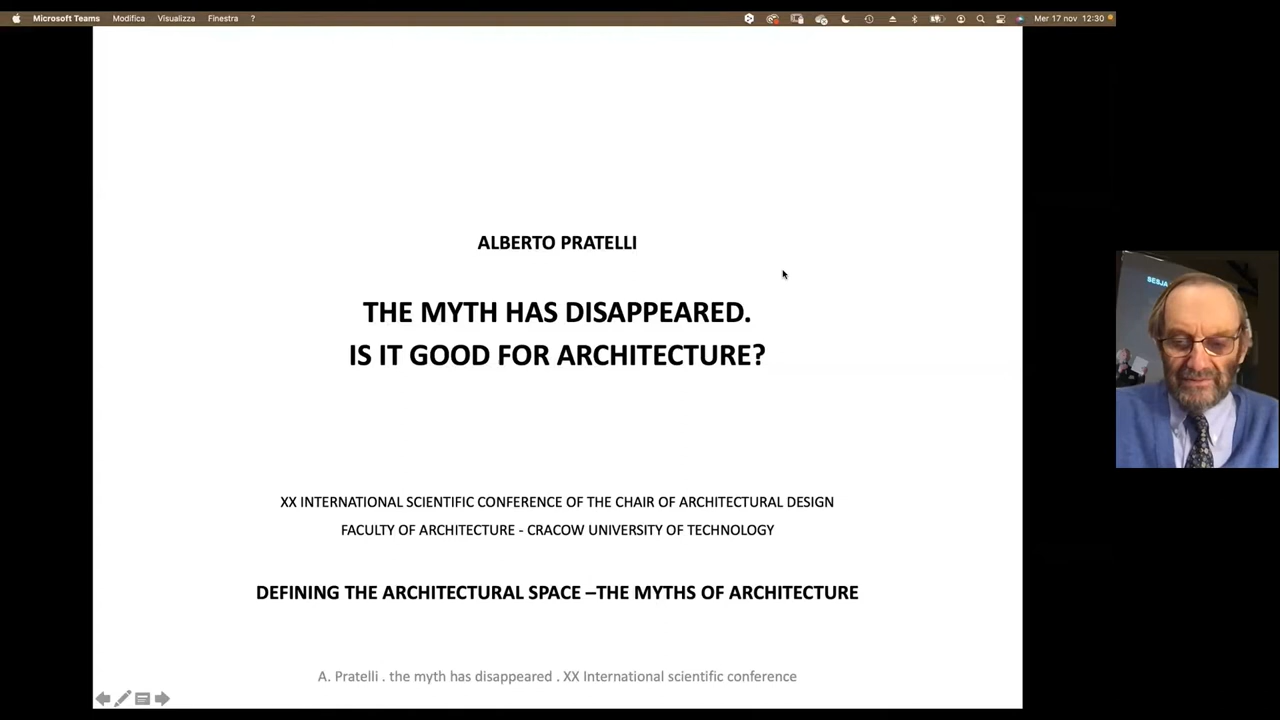 Microsoft Teams Modifica Visualizza Finestra ? Mer 17 nov 12:30
ALBERTO PRATELLI
THE MYTH HAS DISAPPEARED.
IS IT GOOD FOR ARCHITECTURE?
SESJA
XX INTERNATIONAL SCIENTIFIC CONFERENCE OF THE CHAIR OF ARCHITECTURAL DESIGN
FACULTY OF ARCHITECTURE - CRACOW UNIVERSITY OF TECHNOLOGY
DEFINING THE ARCHITECTURAL SPACE –THE MYTHS OF ARCHITECTURE
A. Pratelli . the myth has disappeared . XX International scientific conference